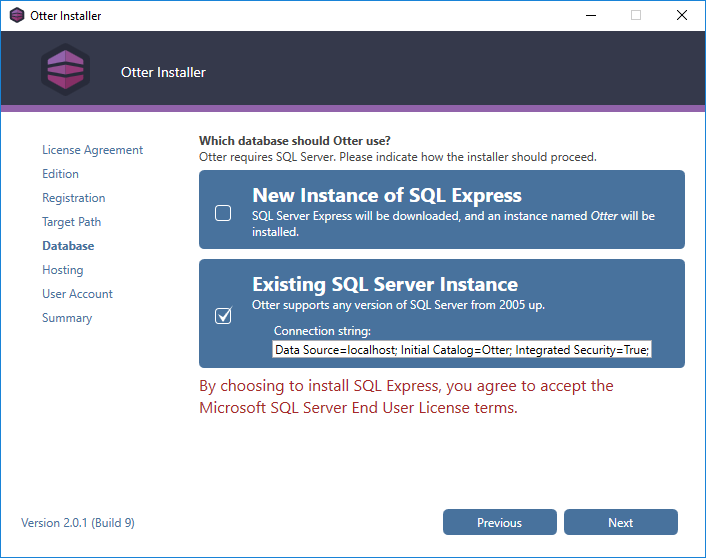 Otter Installer
Otter Installer
License Agreement
Edition
Registration
Target Path
Database
Hosting
User Account
Summary
Which database should Otter use?
Otter requires SQL Server. Please indicate how the installer should proceed.
New Instance of SQL Express
SQL Server Express will be downloaded, and an instance named Otter will be
installed.
Existing SQL Server Instance
Otter supports any version of SQL Server from 2005 up.
Connection string:
Data Source=localhost; Initial Catalog=Otter; Integrated Security=True;
By choosing to install SQL Express, you agree to accept the
Microsoft SQL Server End User License terms.
Version 2.0.1 (Build 9)
Previous
Next